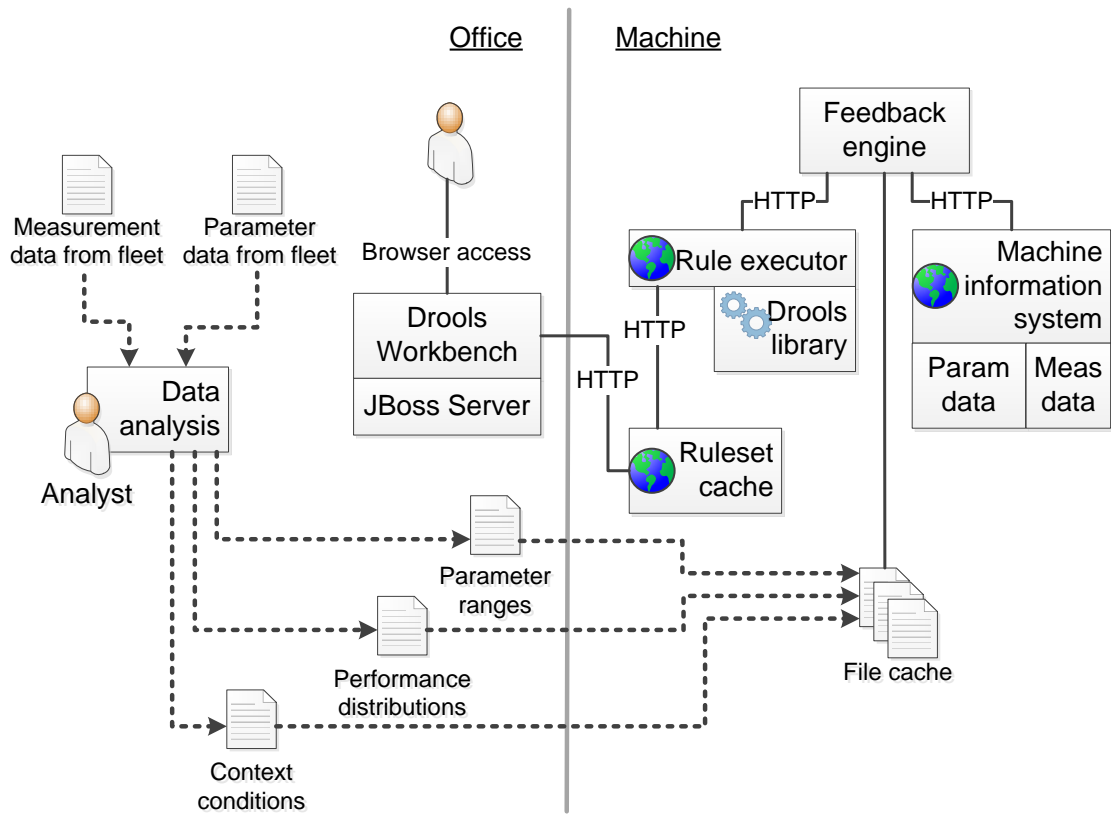 Office
Machine
Feedback
engine
Measurement
data from fleet
Parameter
data from fleet
Browser access
HTTP
HTTP
Rule executor
Drools
library
Machine
information
system
Param
data
Meas
data
Drools
Workbench
JBoss Server
HTTP
HTTP
Data
analysis
Analyst
Ruleset
cache
Parameter
ranges
Performance
distributions
Context
conditions
File cache